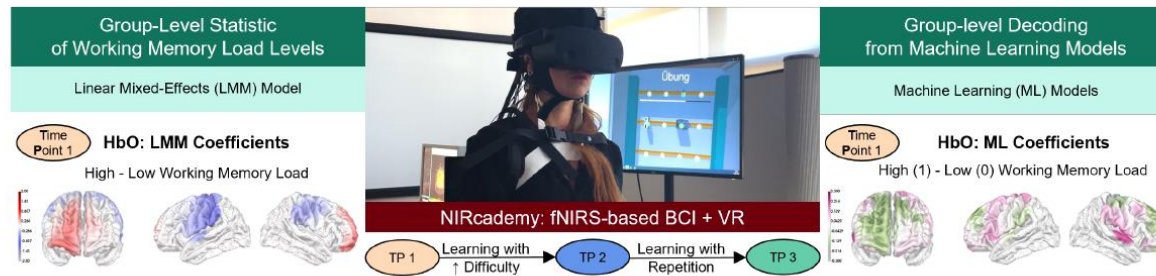 Group-Level Statistic
of Working Memory Load Levels
Linear Mixed-Effects (LMM) Model
Time
Point 1
HbO: LMM Coefficients
High - Low Working Memory Load
Übung
NIRcademy: fNIRS-based BCI + VR
TP 1
Learning with
↑ Difficulty
TP 2
Learning with
Repetition
TP 3
Group-level Decoding
from Machine Learning Models
Machine Learning (ML) Models
Time
Point 1
HbO: ML Coefficients
High (1) - Low (0) Working Memory Load